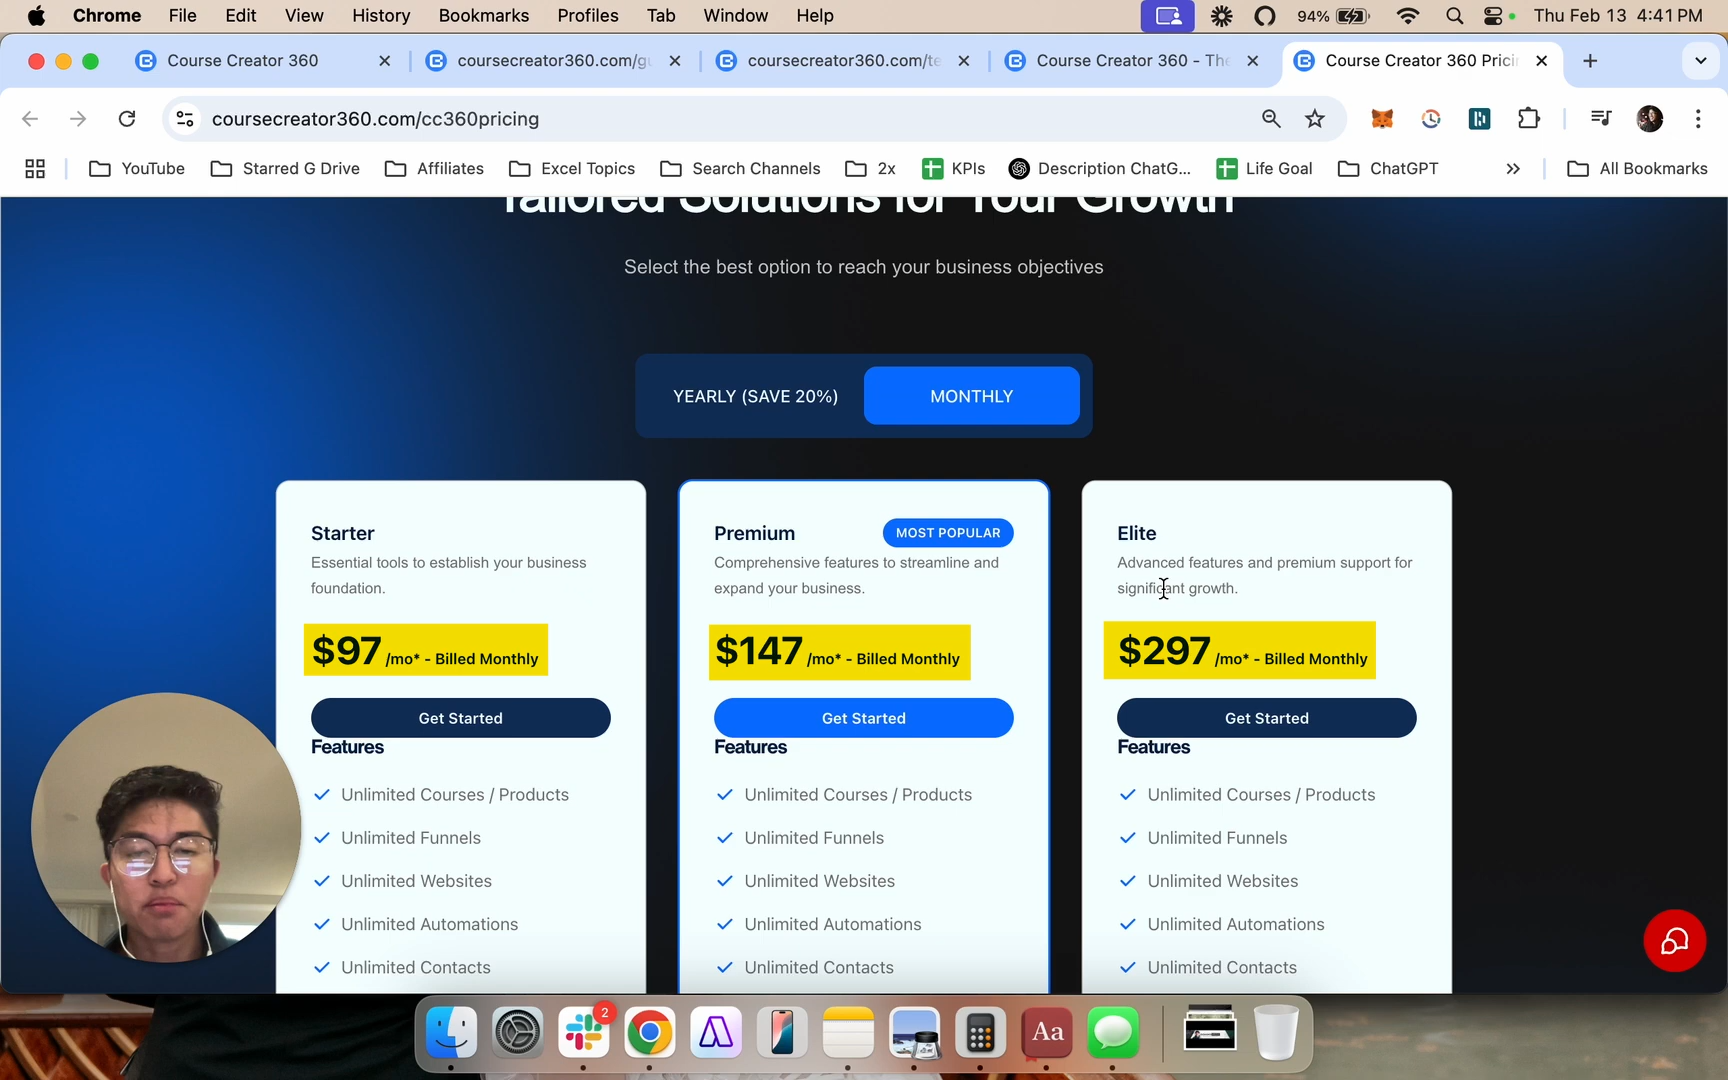 Chrome File Edit View History Bookmarks Profiles Tab Window Help 94% Thu Feb 13 4:41 PM
Course Creator 360 coursecreator360.com/g coursecreator360.com/te Course Creator 360 - The Course Creator 360 Prici
coursecreator360.com/cc360pricing
YouTube Starred G Drive Affiliates Excel Topics Search Channels 2x KPIs Description ChatG... Life Goal ChatGPT All Bookmarks
Tailored Solutions for Your Growth
Select the best option to reach your business objectives
YEARLY (SAVE 20%) MONTHLY
Starter
Essential tools to establish your business
foundation.
$97 /mo* - Billed Monthly
Get Started
Features
Unlimited Courses / Products
Unlimited Funnels
Unlimited Websites
Unlimited Automations
Unlimited Contacts
Premium MOST POPULAR
Comprehensive features to streamline and
expand your business.
$147 /mo* - Billed Monthly
Get Started
Features
Unlimited Courses / Products
Unlimited Funnels
Unlimited Websites
Unlimited Automations
Unlimited Contacts
Elite
Advanced features and premium support for
significant growth.
$297 /mo* - Billed Monthly
Get Started
Features
Unlimited Courses / Products
Unlimited Funnels
Unlimited Websites
Unlimited Automations
Unlimited Contacts
2
Aa